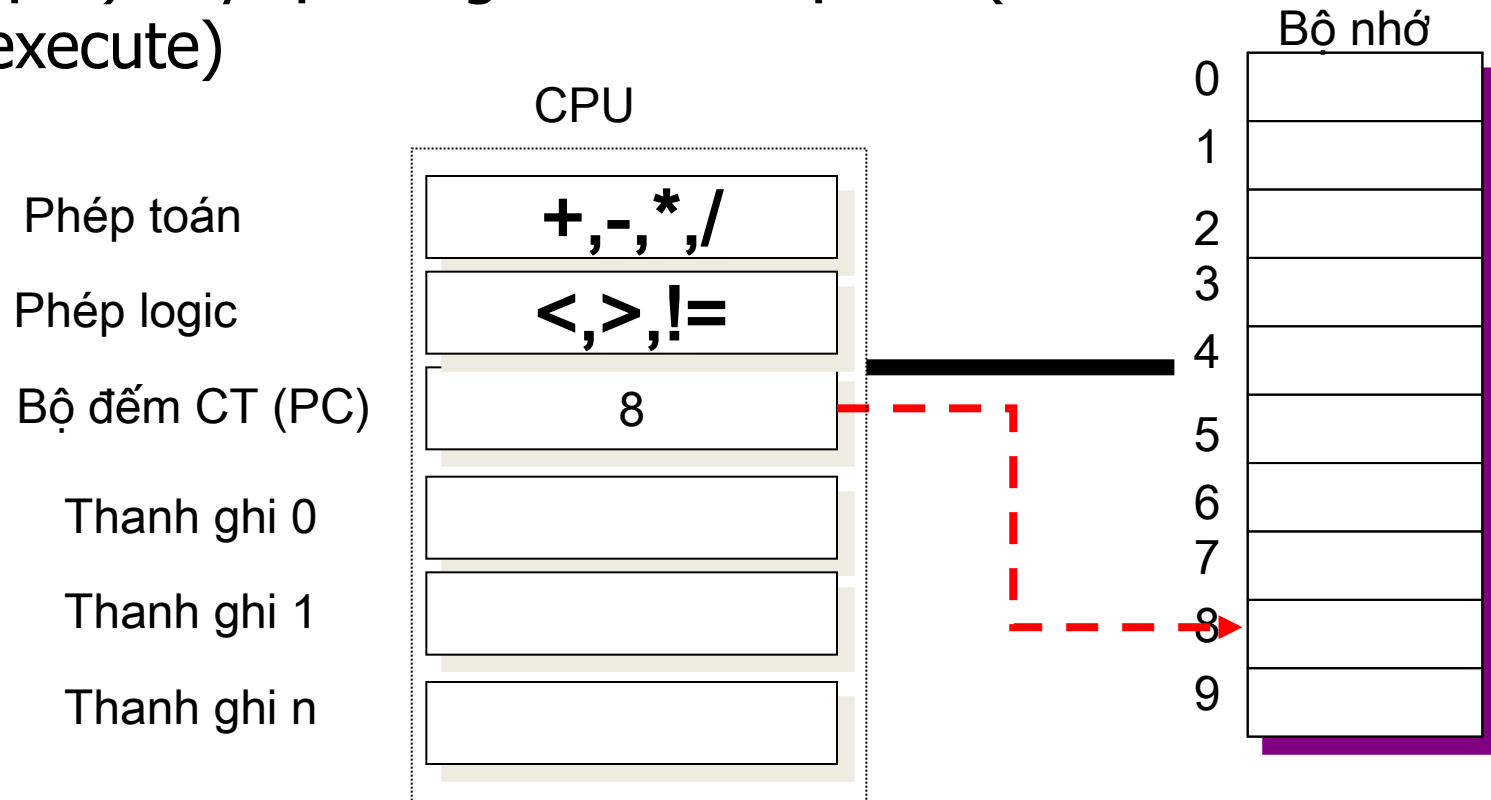 execute)
CPU
Bộ nhớ
Phép toán
+,-,*,/
Phép logic
<,>,!=
Bộ đếm CT (PC)
8
Thanh ghi 0
Thanh ghi 1
Thanh ghi n
0
1
2
3
4
5
6
7
8
9